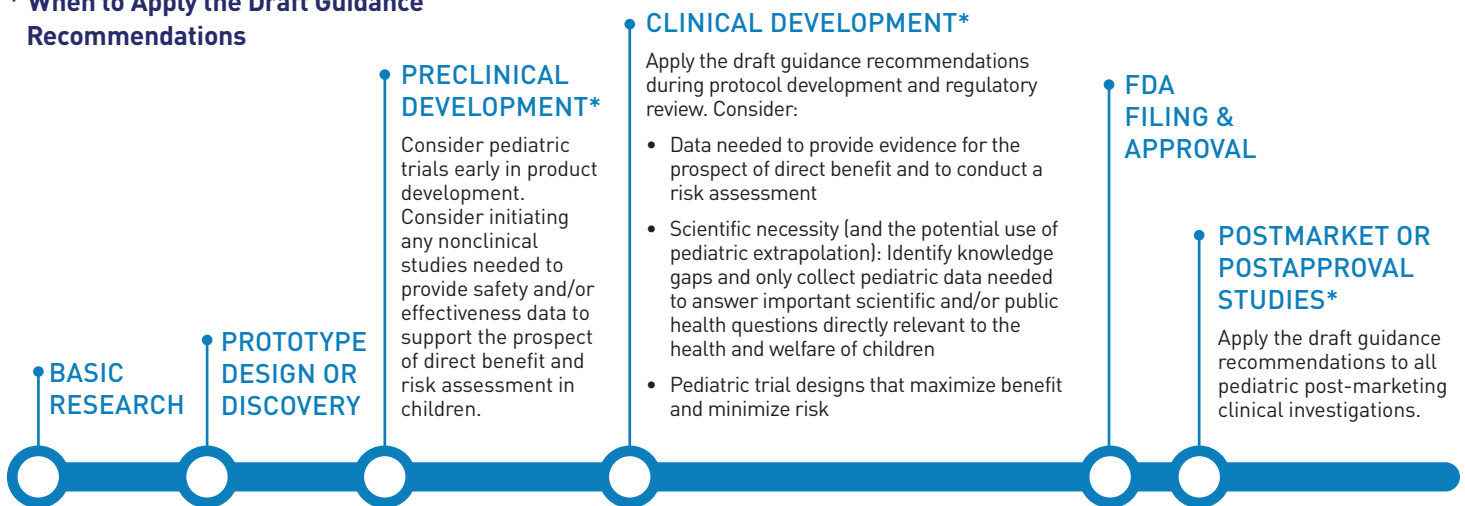 * When to Apply the Draft Guidance
Recommendations
BASIC
RESEARCH
PROTOTYPE
DESIGN OR
DISCOVERY
PRECLINICAL
DEVELOPMENT*
Consider pediatric
trials early in product
development.
Consider initiating
any nonclinical
studies needed to
provide safety and/or
effectiveness data to
support the prospect
of direct benefit and
risk assessment in
children.
CLINICAL DEVELOPMENT*
Apply the draft guidance recommendations
during protocol development and regulatory
review. Consider:
• Data needed to provide evidence for the
prospect of direct benefit and to conduct a
risk assessment
• Scientific necessity (and the potential use of
pediatric extrapolation): Identify knowledge
gaps and only collect pediatric data needed
to answer important scientific and/or public
health questions directly relevant to the
health and welfare of children
• Pediatric trial designs that maximize benefit
and minimize risk
FDA
FILING &
APPROVAL
POSTMARKET OR
POSTAPPROVAL
STUDIES*
Apply the draft guidance
recommendations to all
pediatric post-marketing
clinical investigations.